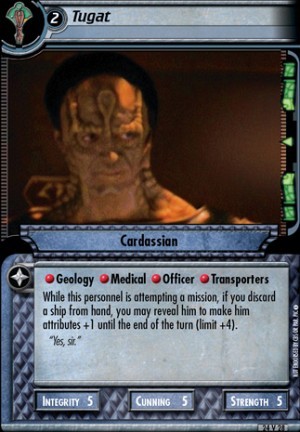 2 Tugat
Cardassian
Geology Medical Officer Transporters
While this personnel is attempting a mission, if you discard
a ship from hand, you may reveal him to make him
attributes +1 until the end of the turn (limit +4).
"Yes, sir."
Integrity 5 Cunning 5 Strength 5
24 V 28